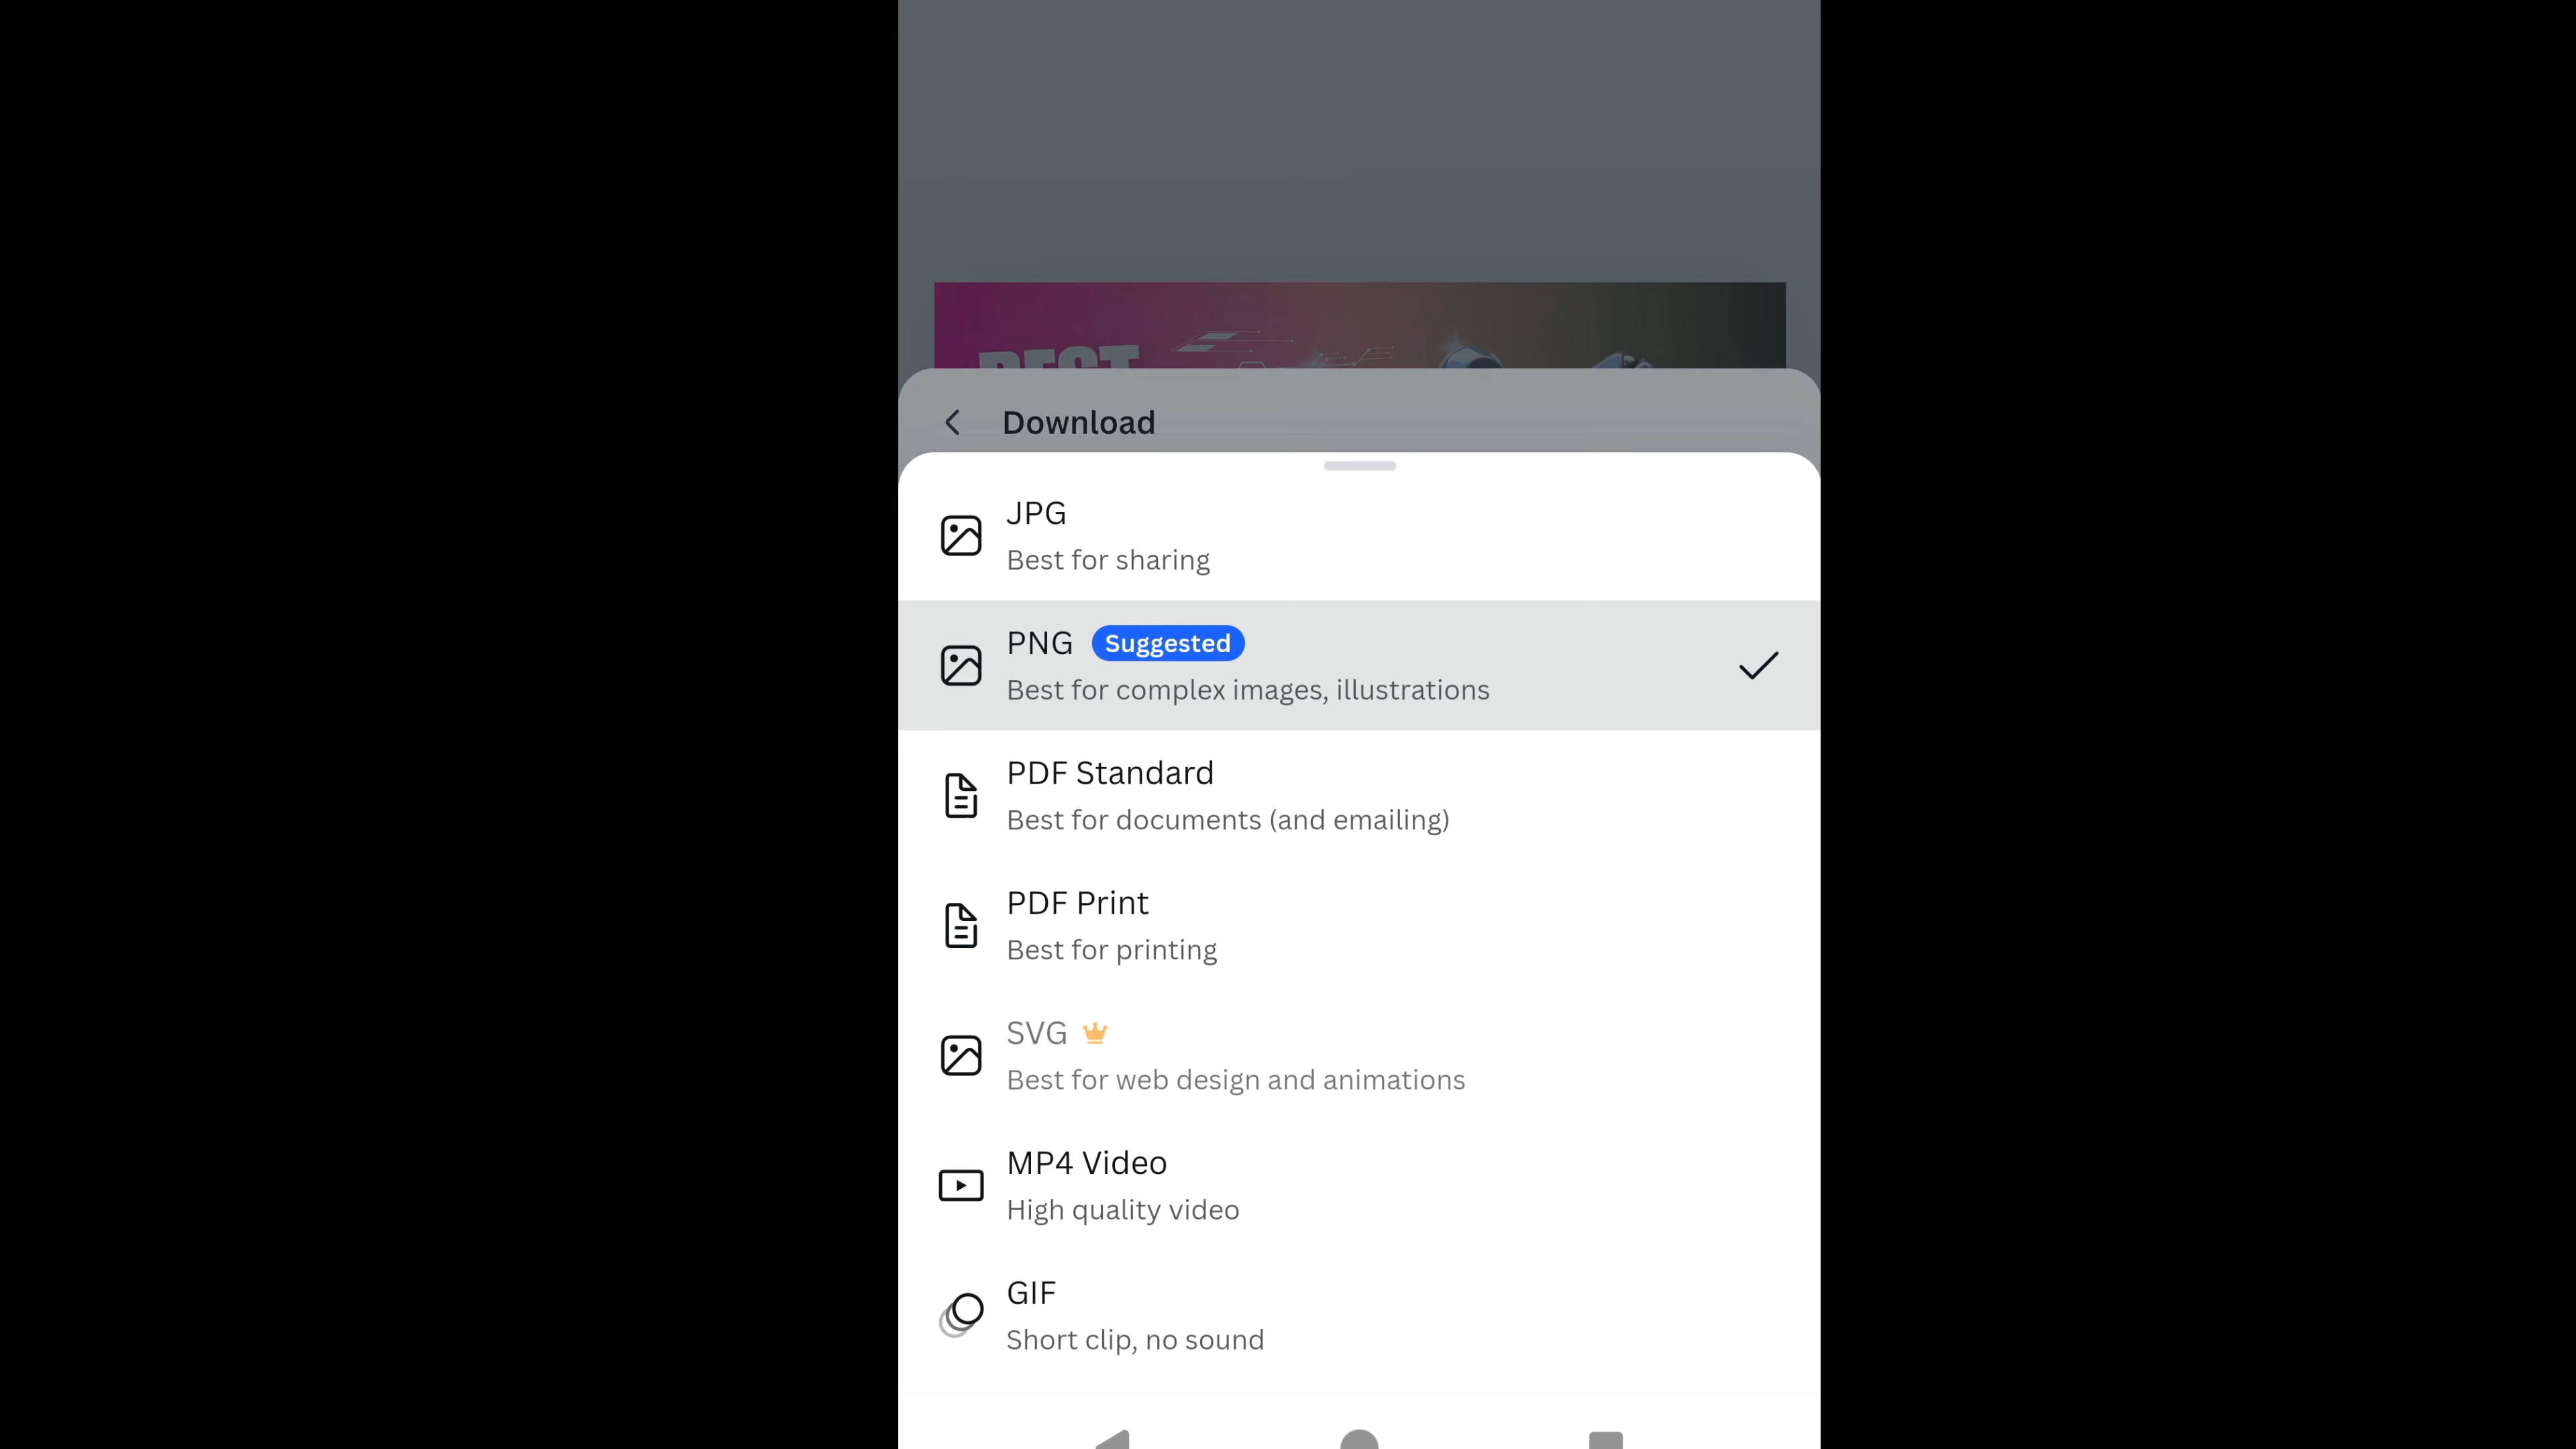 BEST
Download
JPG
Best for sharing
PNG Suggested
Best for complex images, illustrations
PDF Standard
Best for documents (and emailing)
PDF Print
Best for printing
SVG
Best for web design and animations
MP4 Video
High quality video
GIF
Short clip, no sound